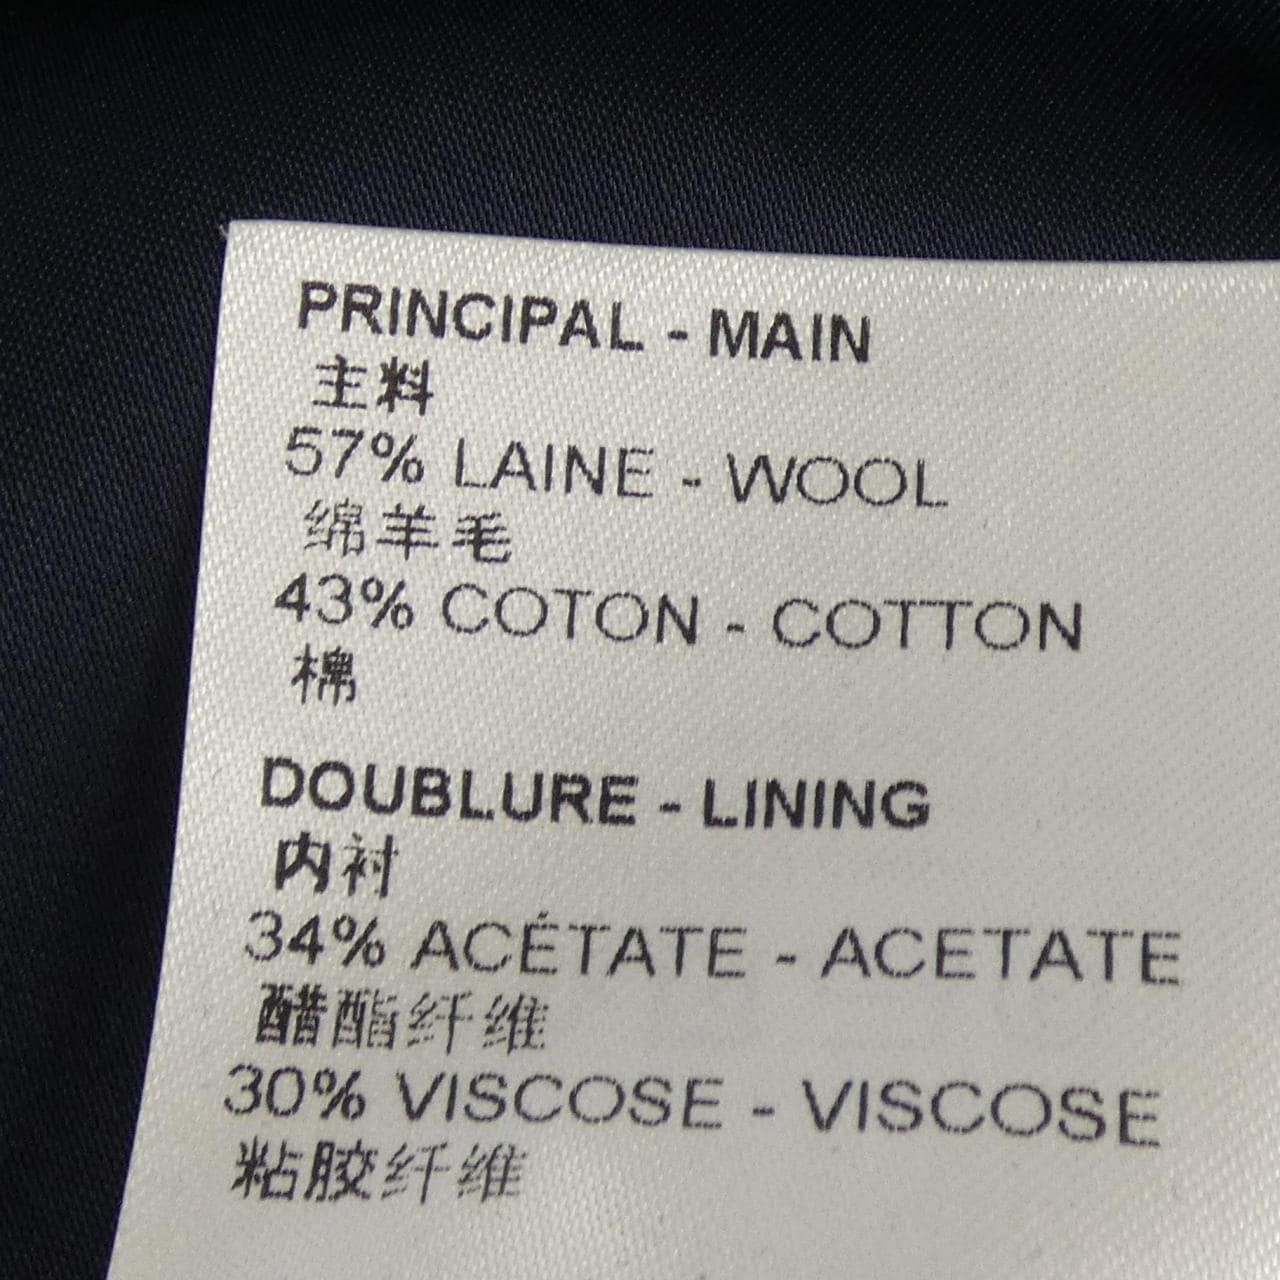 PRINCIPAL - MAIN
主料
57% LAINE - WOOL
绵羊毛
43% COTON - COTTON
棉
DOUBLURE - LINING
内衬
34% ACÉTATE - ACETATE
醋酯纤维
30% VISCOSE - VISCOSE
粘胶纤维